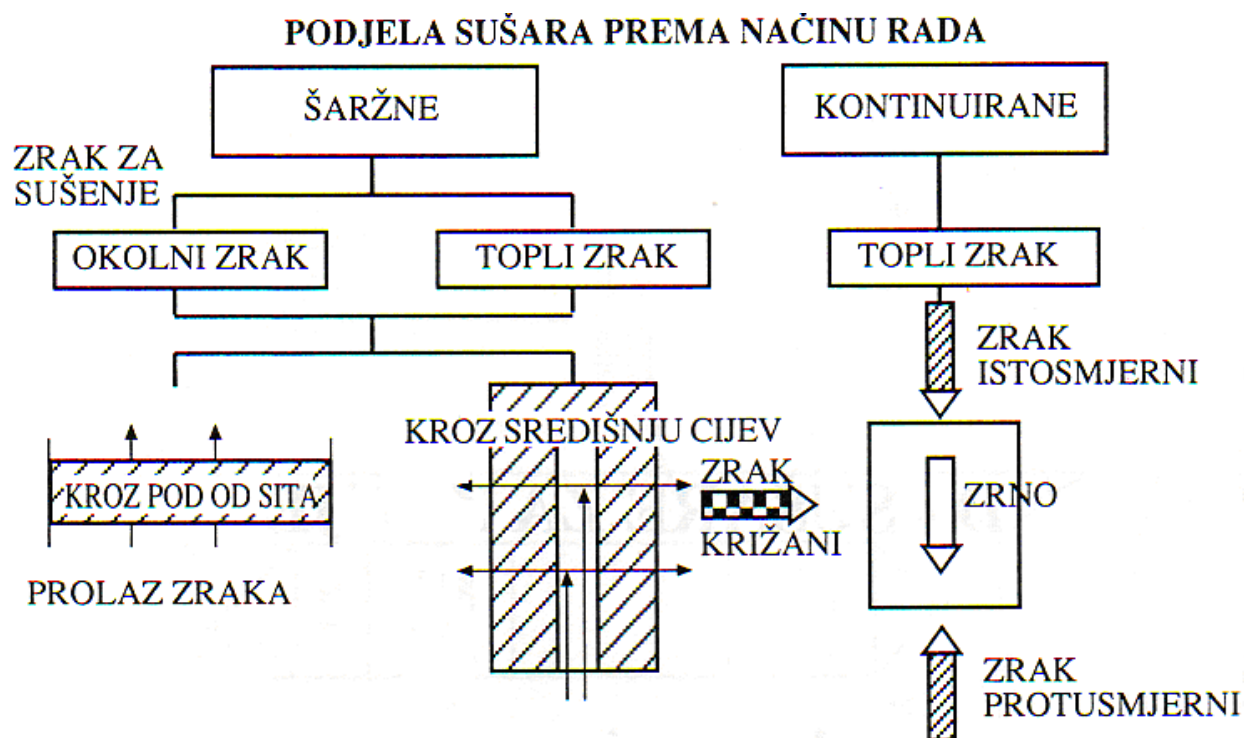 PODJELA SUŠARA PREMA NAČINU RADA
ŠARŽNE
KONTINUIRANE
ZRAK ZA
SUŠENJE
OKOLNI ZRAK
TOPLI ZRAK
TOPLI ZRAK
ZRAK
ISTOSMJERNI
KROZ SREDIŠNJU CIJEV
KROZ POD OD SITA
ZRAK
KRIŽANI
ZRNO
PROLAZ ZRAKA
ZRAK
PROTUSMJERNI